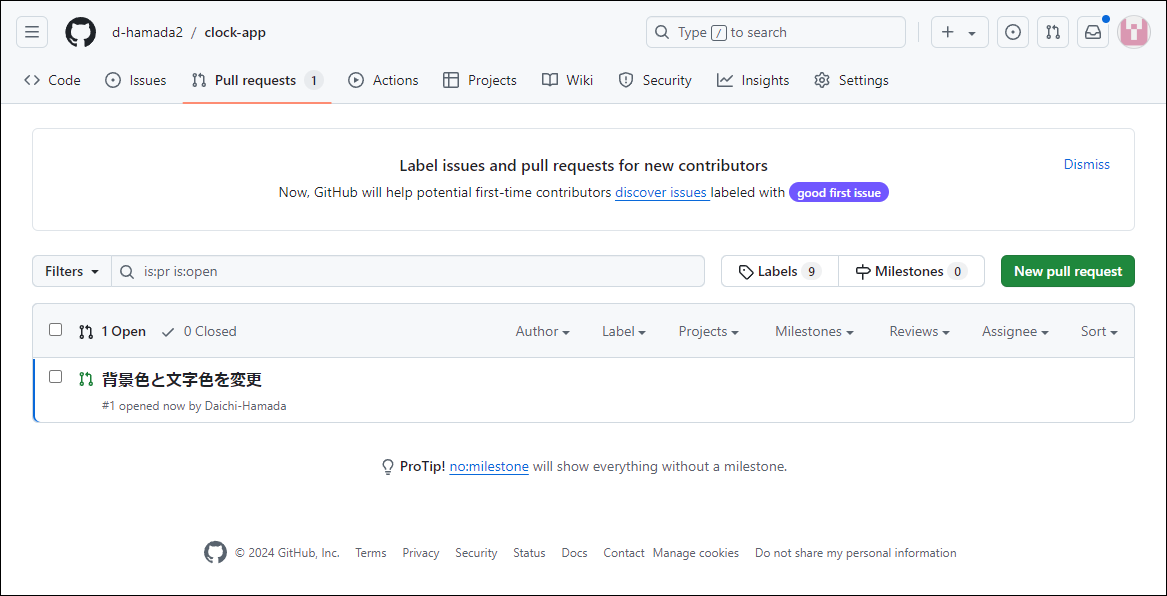 d-hamada2 / clock-app
Type / to search
Code Issues Pull requests 1 Actions Projects Wiki Security Insights Settings
Label issues and pull requests for new contributors
Dismiss
Now, GitHub will help potential first-time contributors discover issues labeled with good first issue
Filters is:pr is:open Labels 9 Milestones 0 New pull request
1 Open 0 Closed Author Label Projects Milestones Reviews Assignee Sort
背景色と文字色を変更
#1 opened now by Daichi-Hamada
ProTip! no:milestone will show everything without a milestone.
© 2024 GitHub, Inc. Terms Privacy Security Status Docs Contact Manage cookies Do not share my personal information